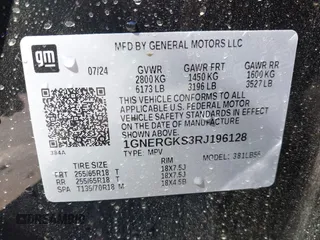 gm
MFD BY GENERAL MOTORS LLC
07/24 GVWR GAWR FRT GAWR RR
2800 KG 1450 KG 1600 KG
6173 LB 3196 LB 3527 LB
THIS VEHICLE CONFORMS TO ALL
APPLICABLE U.S. FEDERAL MOTOR
VEHICLE SAFETY STANDARDS IN
EFFECT ON THE DATE OF
MANUFACTURE SHOWN ABOVE.
1GNERGKS3RJ196128
TYPE: MPV MODEL:
TIRE SIZE RIM
FRT 255/65R18 T 18X7.5J
RR 255/65R18 T 18X7.5J
SPA T135/70R18 M 18X4.5B